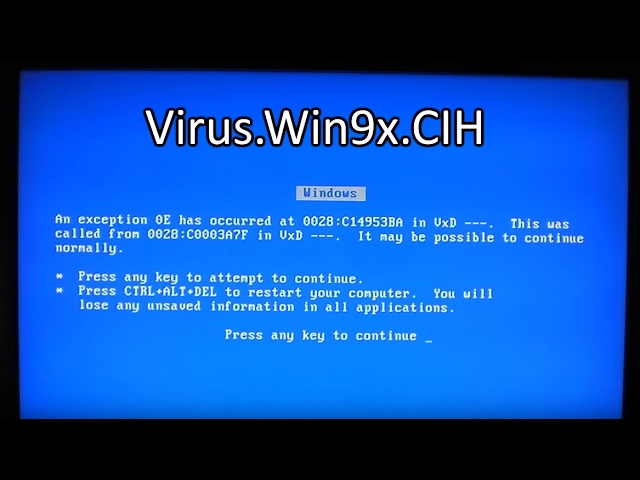 Virus.Win9x.CIH
Windows
An exception 0E has occurred at 0028:C14953BA in VxD ---. This was
called from 0028:C0003A7F in VxD ---. It may be possible to continue
normally.
* Press any key to attempt to continue.
* Press CTRL+ALT+DEL to restart your computer. You will
lose any unsaved information in all applications.
Press any key to continue _